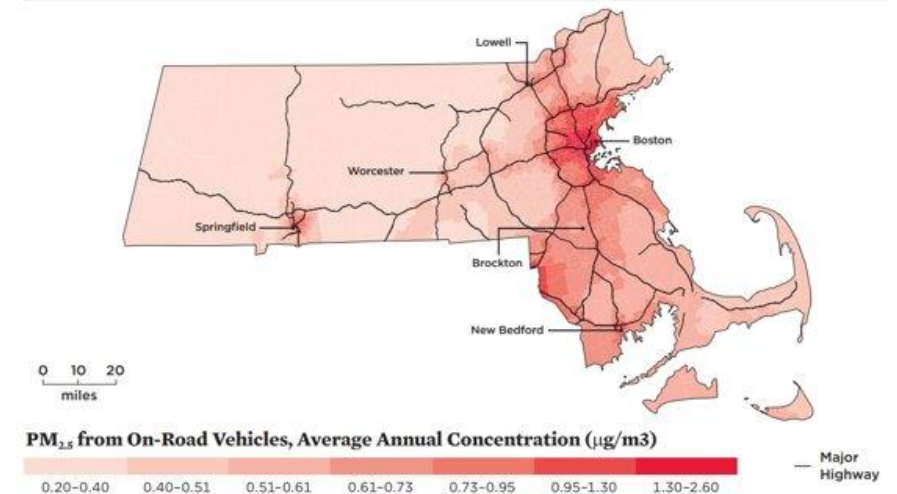 Lowell
Boston
Worcester
Springfield
Brockton
New Bedford
0 10 20
miles
PM2.5 from On-Road Vehicles, Average Annual Concentration (µg/m3)
Major
Highway
0.20–0.40 0.40–0.51 0.51–0.61 0.61–0.73 0.73–0.95 0.95–1.30 1.30–2.60